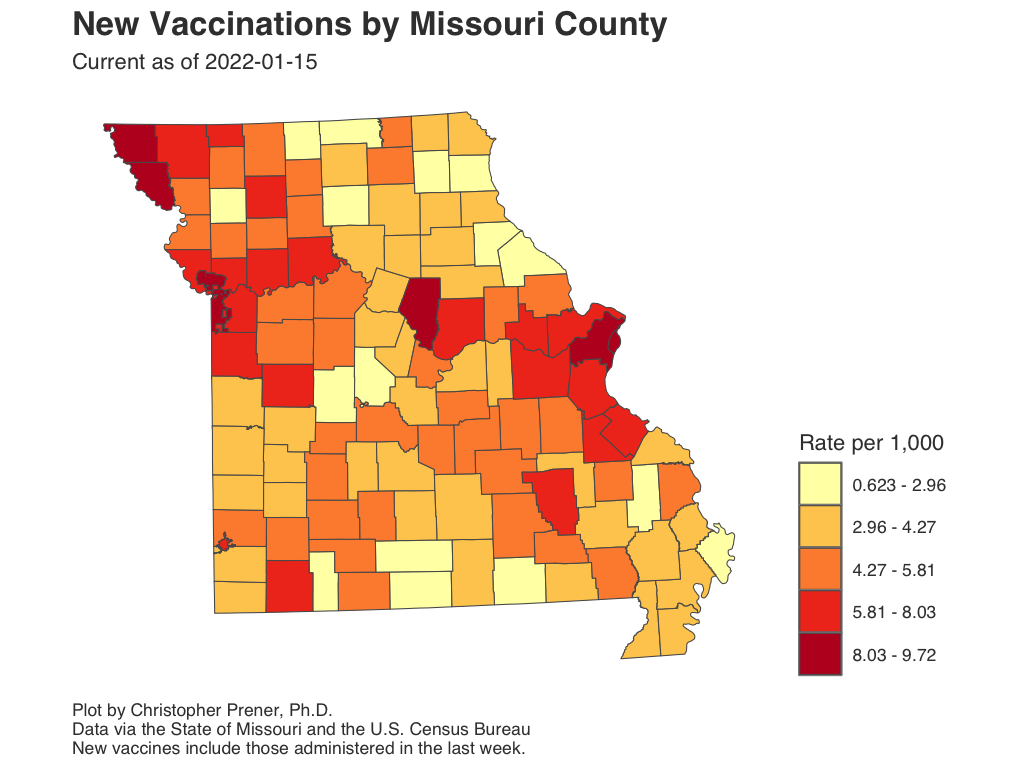 New Vaccinations by Missouri County
Current as of 2022-01-15
Rate per 1,000
0.623 - 2.96
2.96 - 4.27
4.27 - 5.81
5.81 - 8.03
8.03 - 9.72
Plot by Christopher Prener, Ph.D.
Data via the State of Missouri and the U.S. Census Bureau
New vaccines include those administered in the last week.